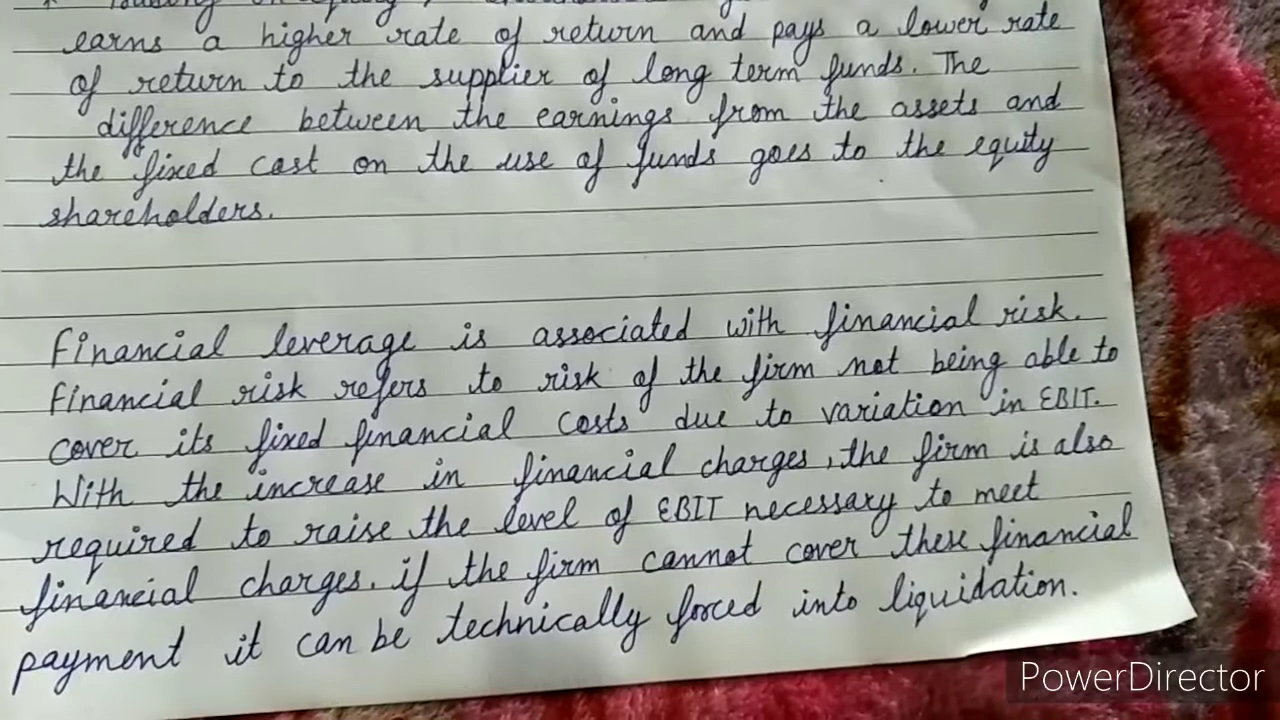 earns a higher rate of return and pays a lower rate
of return to the supplier of long term funds. The
difference between the earnings from the assets and
the fixed cast on the use of funds goes to the equity
shareholders.
Financial leverage is associated with financial risk.
Financial risk refers to risk of the firm not being able to
cover its fixed financial costs due to variation in EBIT.
With the increase in financial charges, the firm is also
required to raise the level of EBIT necessary to meet
financial charges. if the firm cannot cover these financial
payment it can be technically forced into liquidation.
PowerDirector